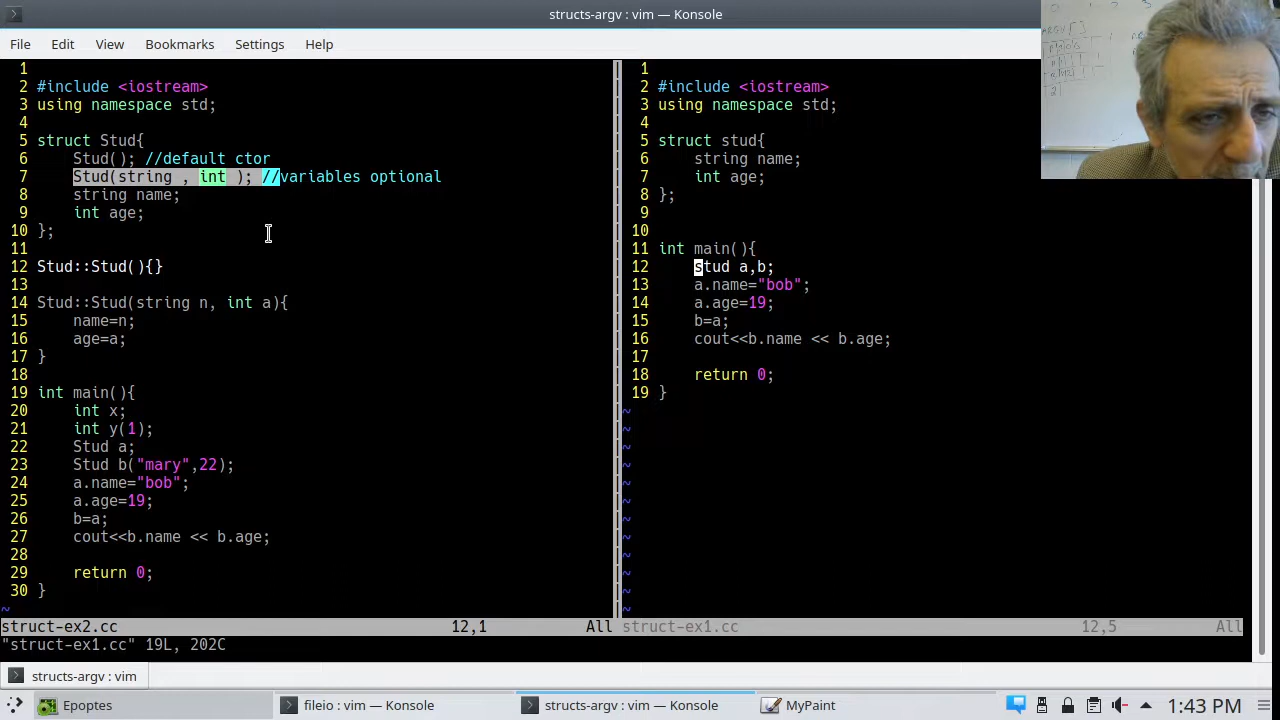 structs-argv : vim — Konsole
File Edit View Bookmarks Settings Help
1
2 #include <iostream>
3 using namespace std;
4
5 struct Stud{
6     Stud(); //default ctor
7     Stud(string , int ); //variables optional
8     string name;
9     int age;
10 };
11
12 Stud::Stud(){}
13
14 Stud::Stud(string n, int a){
15     name=n;
16     age=a;
17 }
18
19 int main(){
20     int x;
21     int y(1);
22     Stud a;
23     Stud b("mary",22);
24     a.name="bob";
25     a.age=19;
26     b=a;
27     cout<<b.name << b.age;
28
29     return 0;
30 }
~
struct-ex2.cc 12,1 All
1
2 #include <iostream>
3 using namespace std;
4
5 struct stud{
6     string name;
7     int age;
8 };
9
10
11 int main(){
12     stud a,b;
13     a.name="bob";
14     a.age=19;
15     b=a;
16     cout<<b.name << b.age;
17
18     return 0;
19 }
~
~
~
~
~
~
~
~
~
~
~
~
struct-ex1.cc 12,5 All
"struct-ex1.cc" 19L, 202C
structs-argv : vim
Epoptes
fileio : vim — Konsole
structs-argv : vim — Konsole
MyPaint
1:43 PM